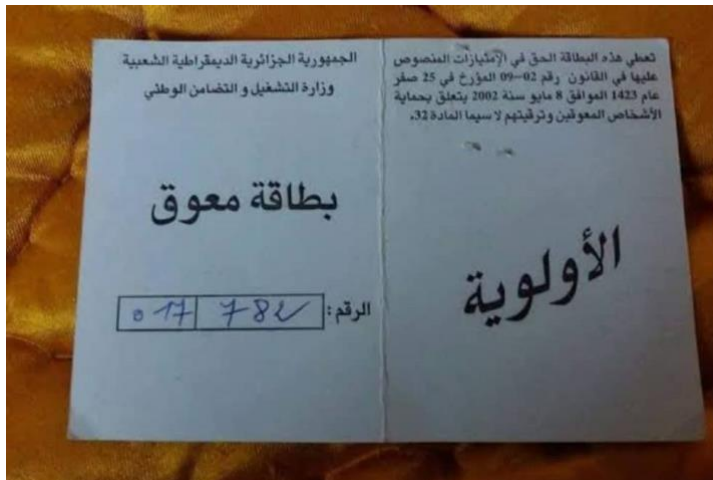 تعطي هذه البطاقة الحق في الإمتيازات المنصوص
عليها في القانون رقم 02-09 المؤرخ في 25 صفر
عام 1423 الموافق 8 مايو سنة 2002 يتعلق بحماية
الأشخاص المعوقين وترقيتهم لا سيما المادة 32.
الأولوية
الجمهورية الجزائرية الديمقراطية الشعبية
وزارة التشغيل و التضامن الوطني
بطاقة معوق
الرقم: 017 782